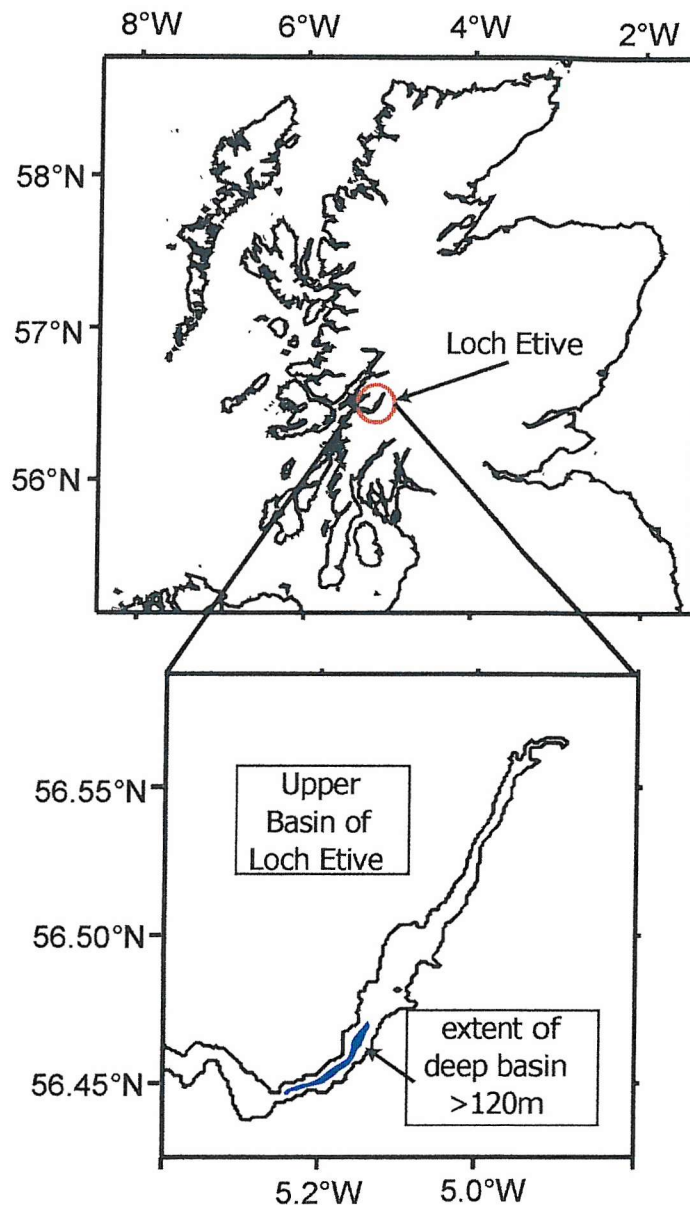 8°W 6°W 4°W 2°W
58°N
57°N
Loch Etive
56°N
56.55°N
Upper
Basin of
Loch Etive
56.50°N
extent of
deep basin
>120m
56.45°N
5.2°W 5.0°W